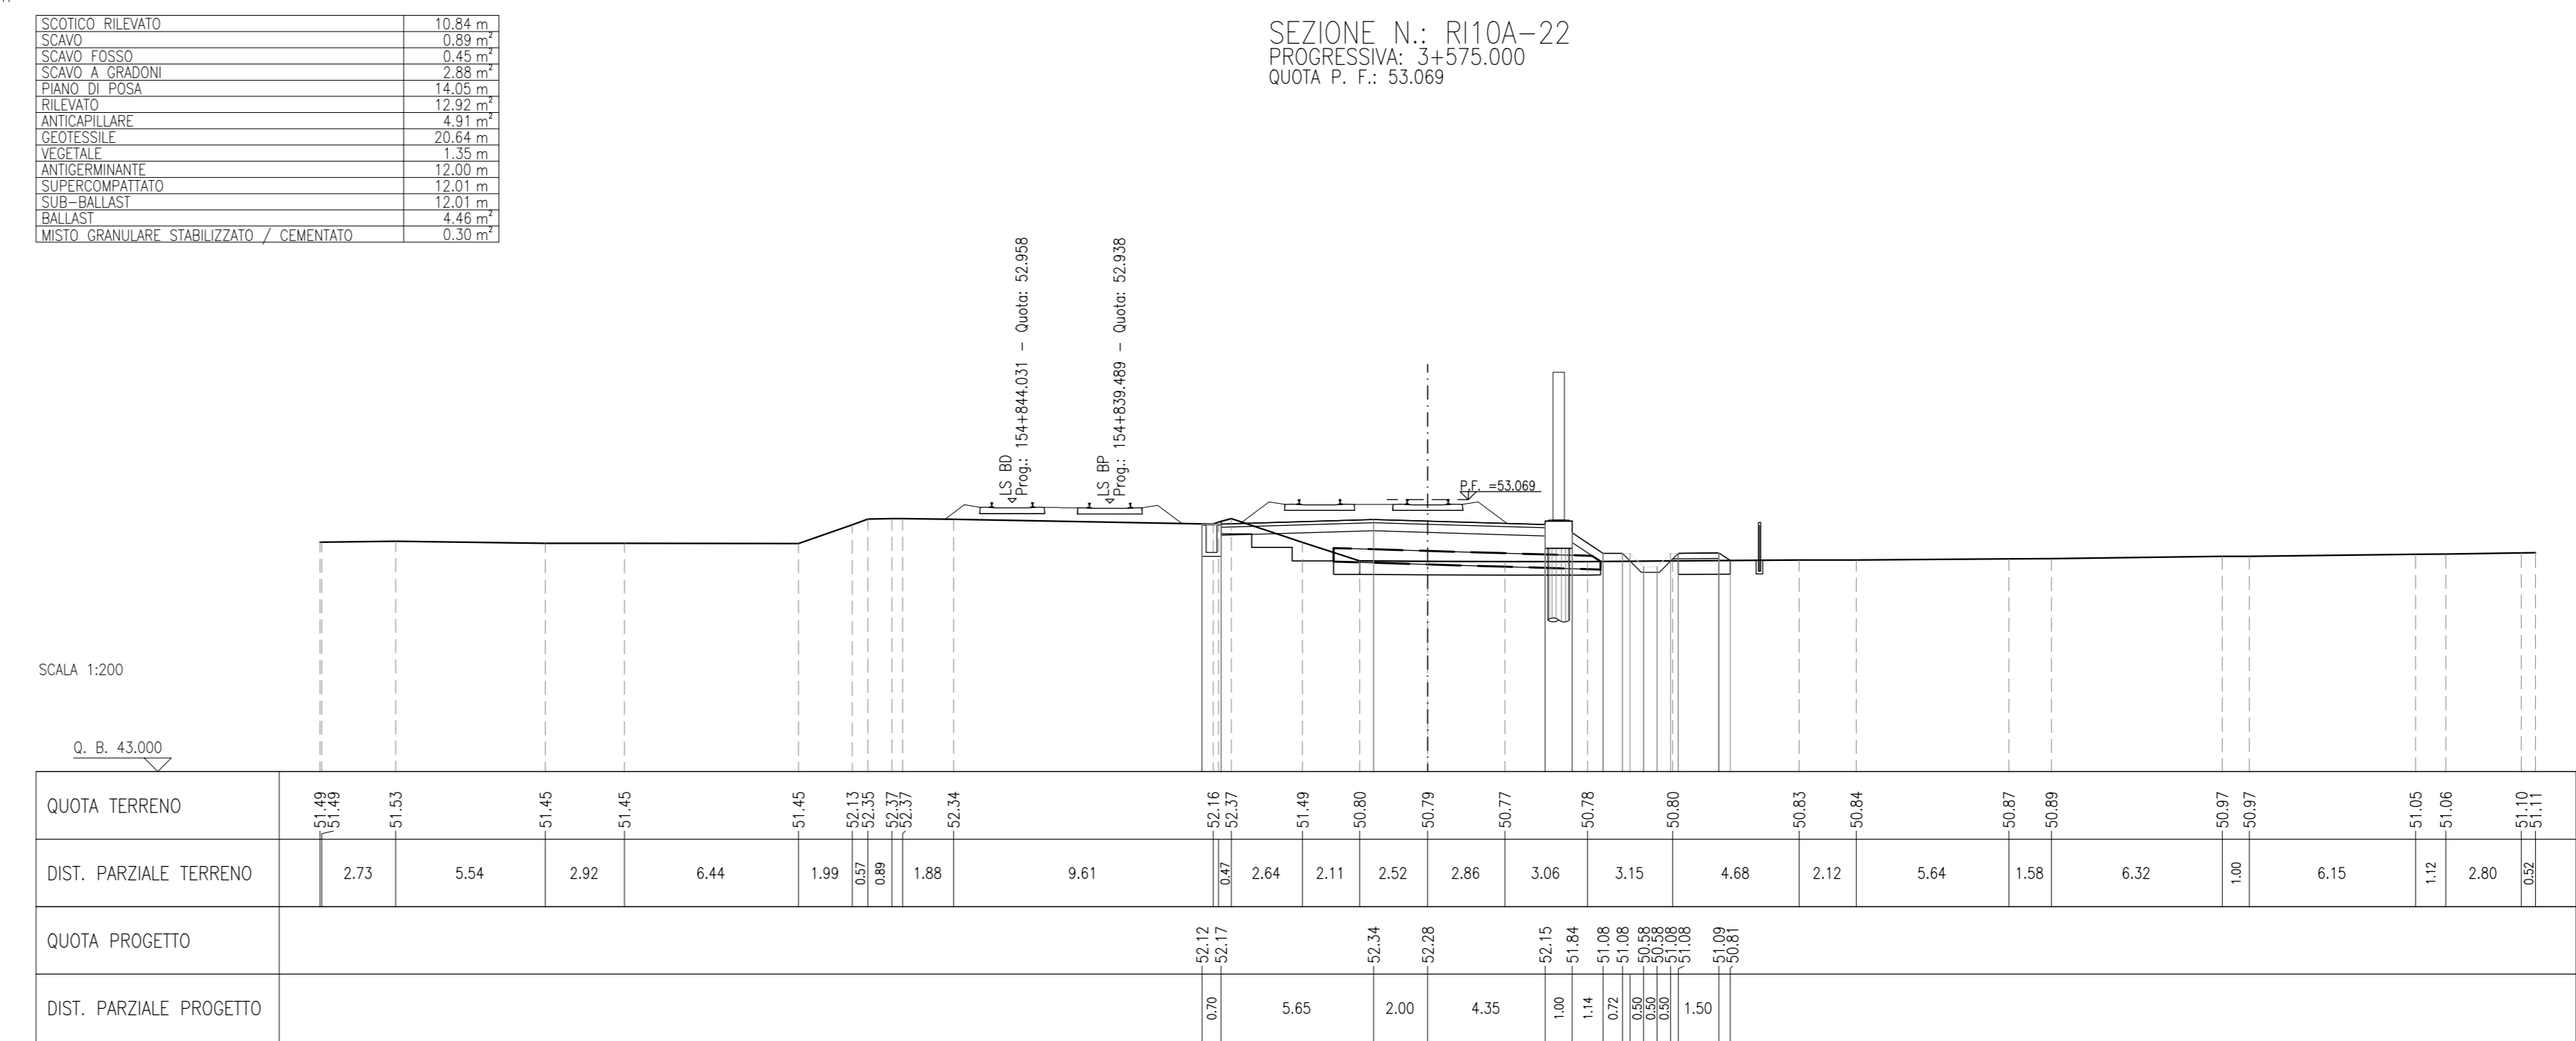 SCOTICO RILEVATO 10.84 m
SCAVO 0.89 m²
SCAVO FOSSO 0.45 m²
SCAVO A GRADONI 2.88 m²
PIANO DI POSA 14.05 m
RILEVATO 12.92 m²
ANTICAPILLARE 4.91 m²
GEOTESSILE 20.64 m
VEGETALE 1.35 m
ANTIGERMINANTE 12.00 m
SUPERCOMPATTATO 12.01 m
SUB-BALLAST 12.01 m
BALLAST 4.46 m²
MISTO GRANULARE STABILIZZATO / CEMENTATO 0.30 m²
SEZIONE N.: RI10A-22
PROGRESSIVA: 3+575.000
QUOTA P. F.: 53.069
LS BD
Prog.: 154+844.031 - Quota: 52.958
LS BP
Prog.: 154+839.489 - Quota: 52.938
P.F. =53.069
SCALA 1:200
Q. B. 43.000
QUOTA TERRENO 51.49 51.49 51.53 51.45 51.45 51.45 52.13 52.35 52.37 52.37 52.34 52.16 52.37 51.49 50.80 50.79 50.77 50.78 50.80 50.83 50.84 50.87 50.89 50.97 50.97 51.05 51.06 51.10 51.11
DIST. PARZIALE TERRENO 2.73 5.54 2.92 6.44 1.99 0.57 0.89 1.88 9.61 0.47 2.64 2.11 2.52 2.86 3.06 3.15 4.68 2.12 5.64 1.58 6.32 1.00 6.15 1.12 2.80 0.52
QUOTA PROGETTO 52.12 52.17 52.34 52.28 52.15 51.84 51.08 51.08 50.58 50.58 51.08 51.08 51.09 50.81
DIST. PARZIALE PROGETTO 0.70 5.65 2.00 4.35 1.00 1.14 0.72 0.50 0.50 0.50 1.50